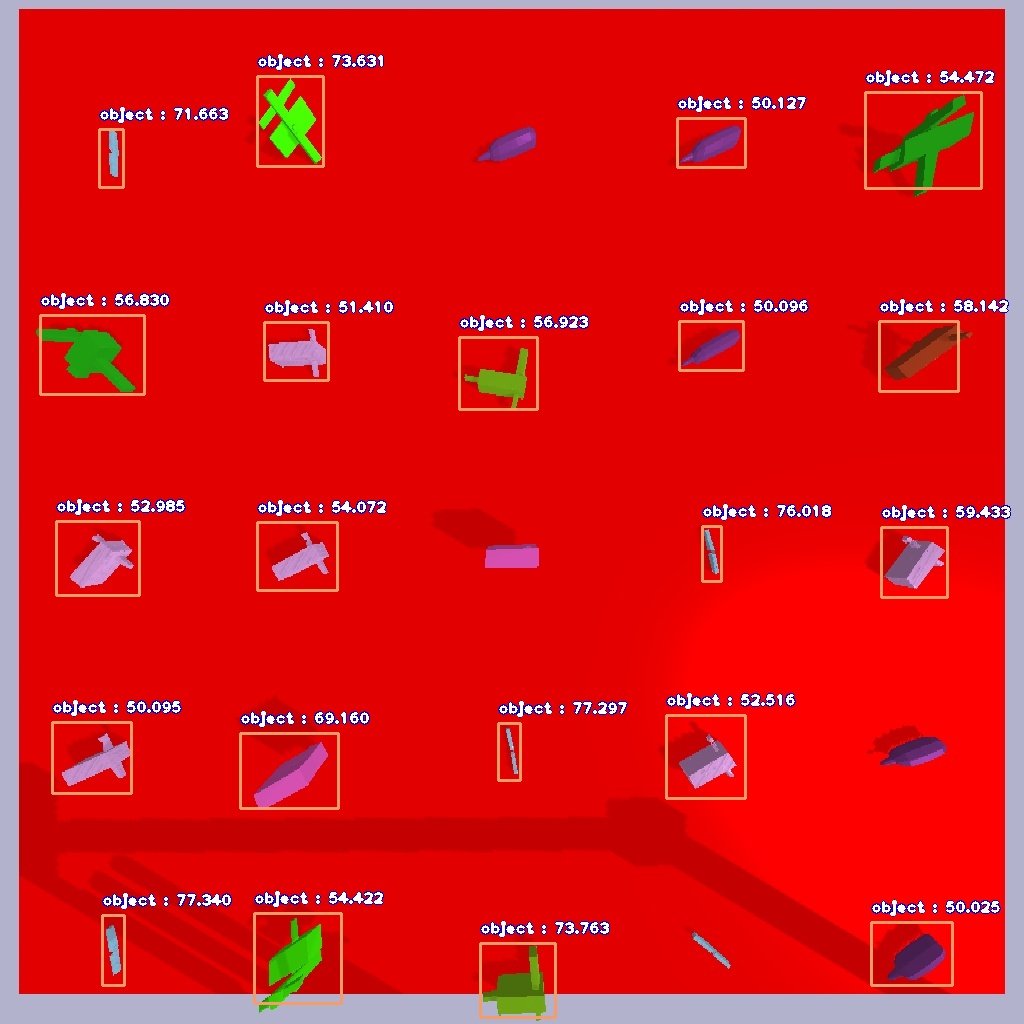 object : 73.631
object : 54.472
object : 50.127
object : 71.663
object : 56.830
object : 51.410
object : 50.096
object : 58.142
object : 56.923
object : 52.985
object : 54.072
object : 76.018
object : 59.433
object : 50.095
object : 69.160
object : 77.297
object : 52.516
object : 77.340
object : 54.422
object : 73.763
object : 50.025